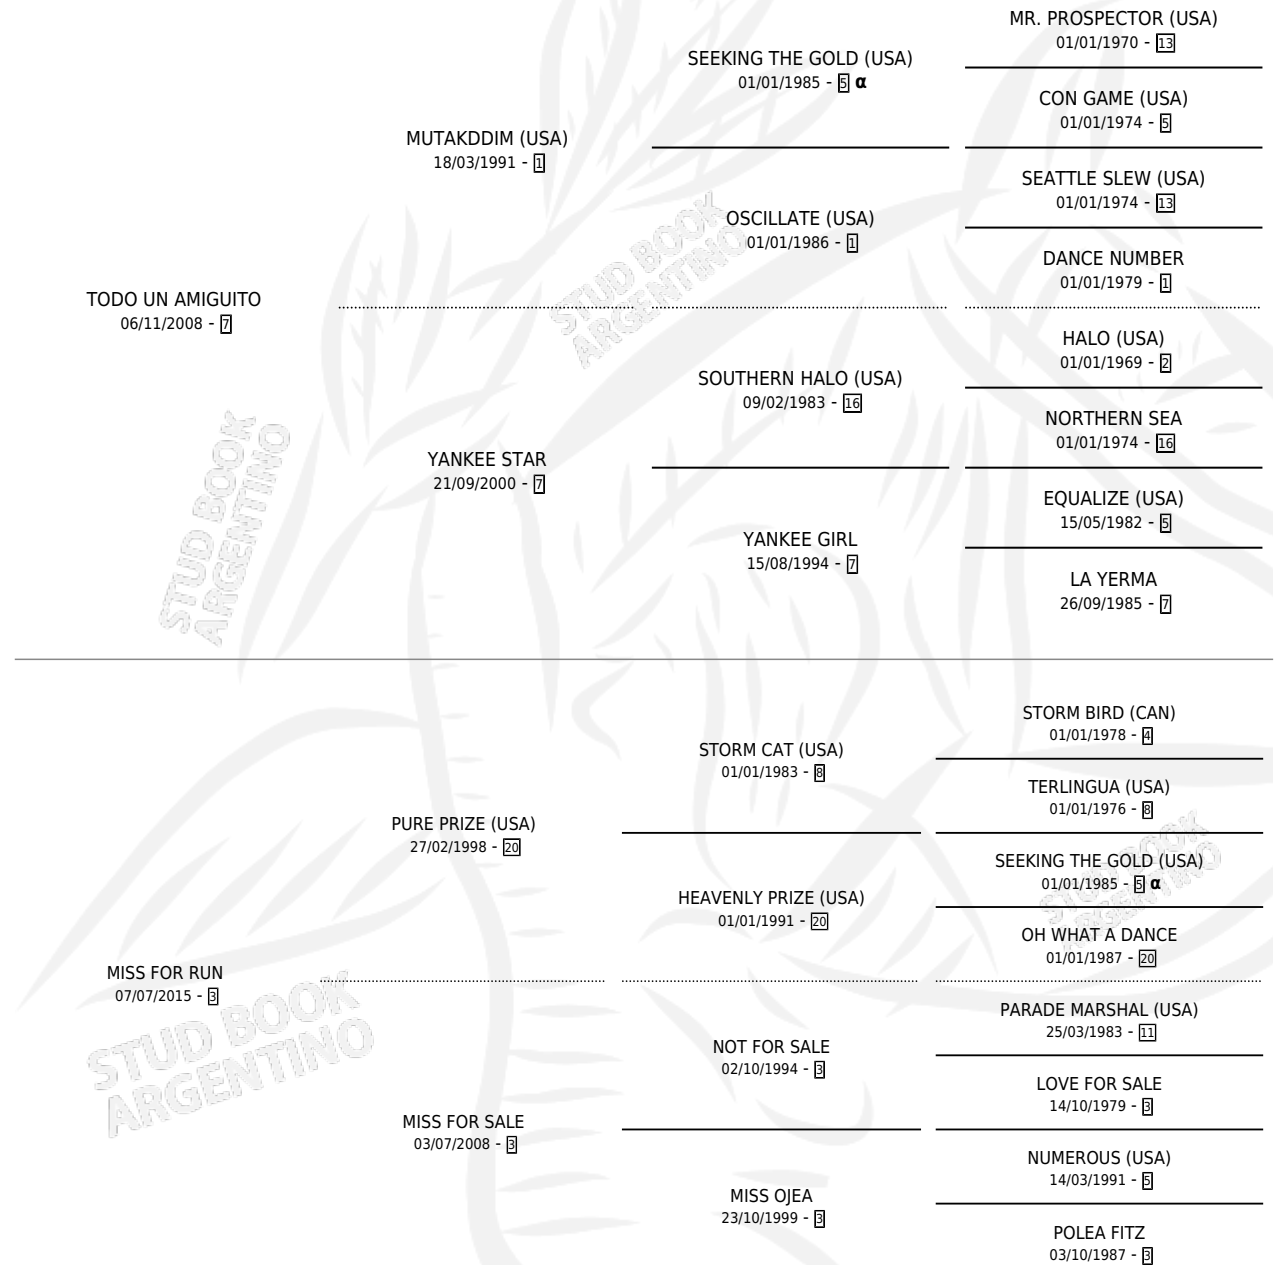 MR. PROSPECTOR (USA)
01/01/1970 - 13
SEEKING THE GOLD (USA)
01/01/1985 - 5 α
CON GAME (USA)
01/01/1974 - 5
MUTAKDDIM (USA)
18/03/1991 - 1
SEATTLE SLEW (USA)
01/01/1974 - 13
OSCILLATE (USA)
01/01/1986 - 1
DANCE NUMBER
01/01/1979 - 1
TODO UN AMIGUITO
06/11/2008 - 7
HALO (USA)
01/01/1969 - 2
SOUTHERN HALO (USA)
09/02/1983 - 16
NORTHERN SEA
01/01/1974 - 16
YANKEE STAR
21/09/2000 - 7
EQUALIZE (USA)
15/05/1982 - 5
YANKEE GIRL
15/08/1994 - 7
LA YERMA
26/09/1985 - 7
STORM BIRD (CAN)
01/01/1978 - 4
STORM CAT (USA)
01/01/1983 - 8
TERLINGUA (USA)
01/01/1976 - 8
PURE PRIZE (USA)
27/02/1998 - 20
SEEKING THE GOLD (USA)
01/01/1985 - 5 α
HEAVENLY PRIZE (USA)
01/01/1991 - 20
OH WHAT A DANCE
01/01/1987 - 20
MISS FOR RUN
07/07/2015 - 3
PARADE MARSHAL (USA)
25/03/1983 - 11
NOT FOR SALE
02/10/1994 - 3
LOVE FOR SALE
14/10/1979 - 3
MISS FOR SALE
03/07/2008 - 3
NUMEROUS (USA)
14/03/1991 - 5
MISS OJEA
23/10/1999 - 3
POLEA FITZ
03/10/1987 - 3
STUD BOOK
ARGENTINO
STUD BOOK
ARGENTINO
STUD BOOK
ARGENTINO
STUD BOOK
ARGENTINO